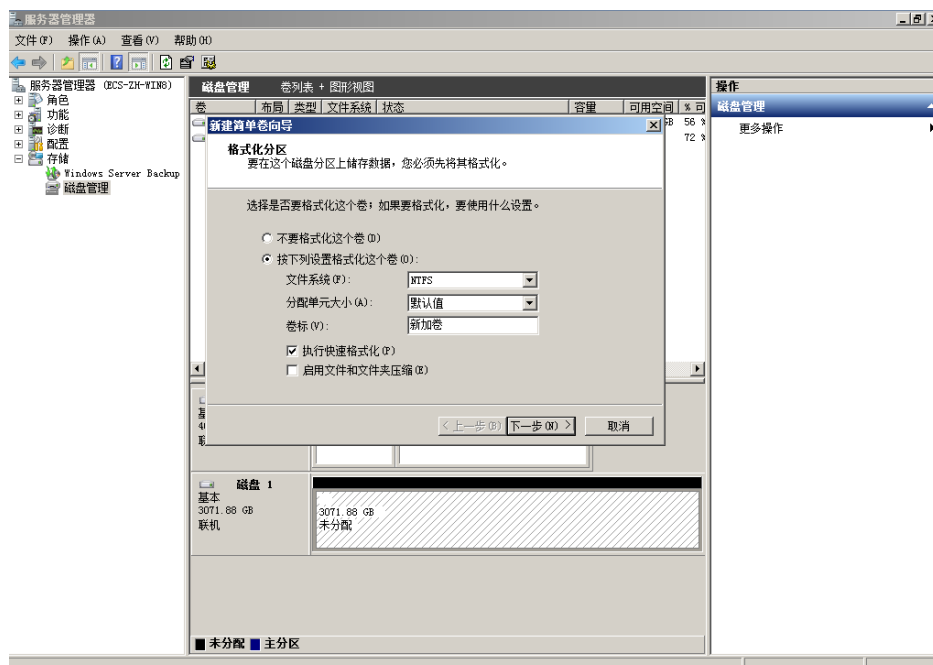 服务器管理器
文件(F) 操作(A) 查看(V) 帮助(H)
服务器管理器 (ECS-ZH-WIN8)
角色
功能
诊断
配置
存储
Windows Server Backup
磁盘管理
磁盘管理 卷列表 + 图形视图
卷 布局 类型 文件系统 状态 容量 可用空间 % 可
GB 56 %
72 %
新建简单卷向导
格式化分区
要在这个磁盘分区上储存数据，您必须先将其格式化。
选择是否要格式化这个卷；如果要格式化，要使用什么设置。
不要格式化这个卷(D)
按下列设置格式化这个卷(O):
文件系统(F): NTFS
分配单元大小(A): 默认值
卷标(V): 新加卷
执行快速格式化(P)
启用文件和文件夹压缩(E)
< 上一步(B) 下一步(N) > 取消
磁盘 1
基本
3071.88 GB
联机
3071.88 GB
未分配
未分配 主分区
操作
磁盘管理
更多操作